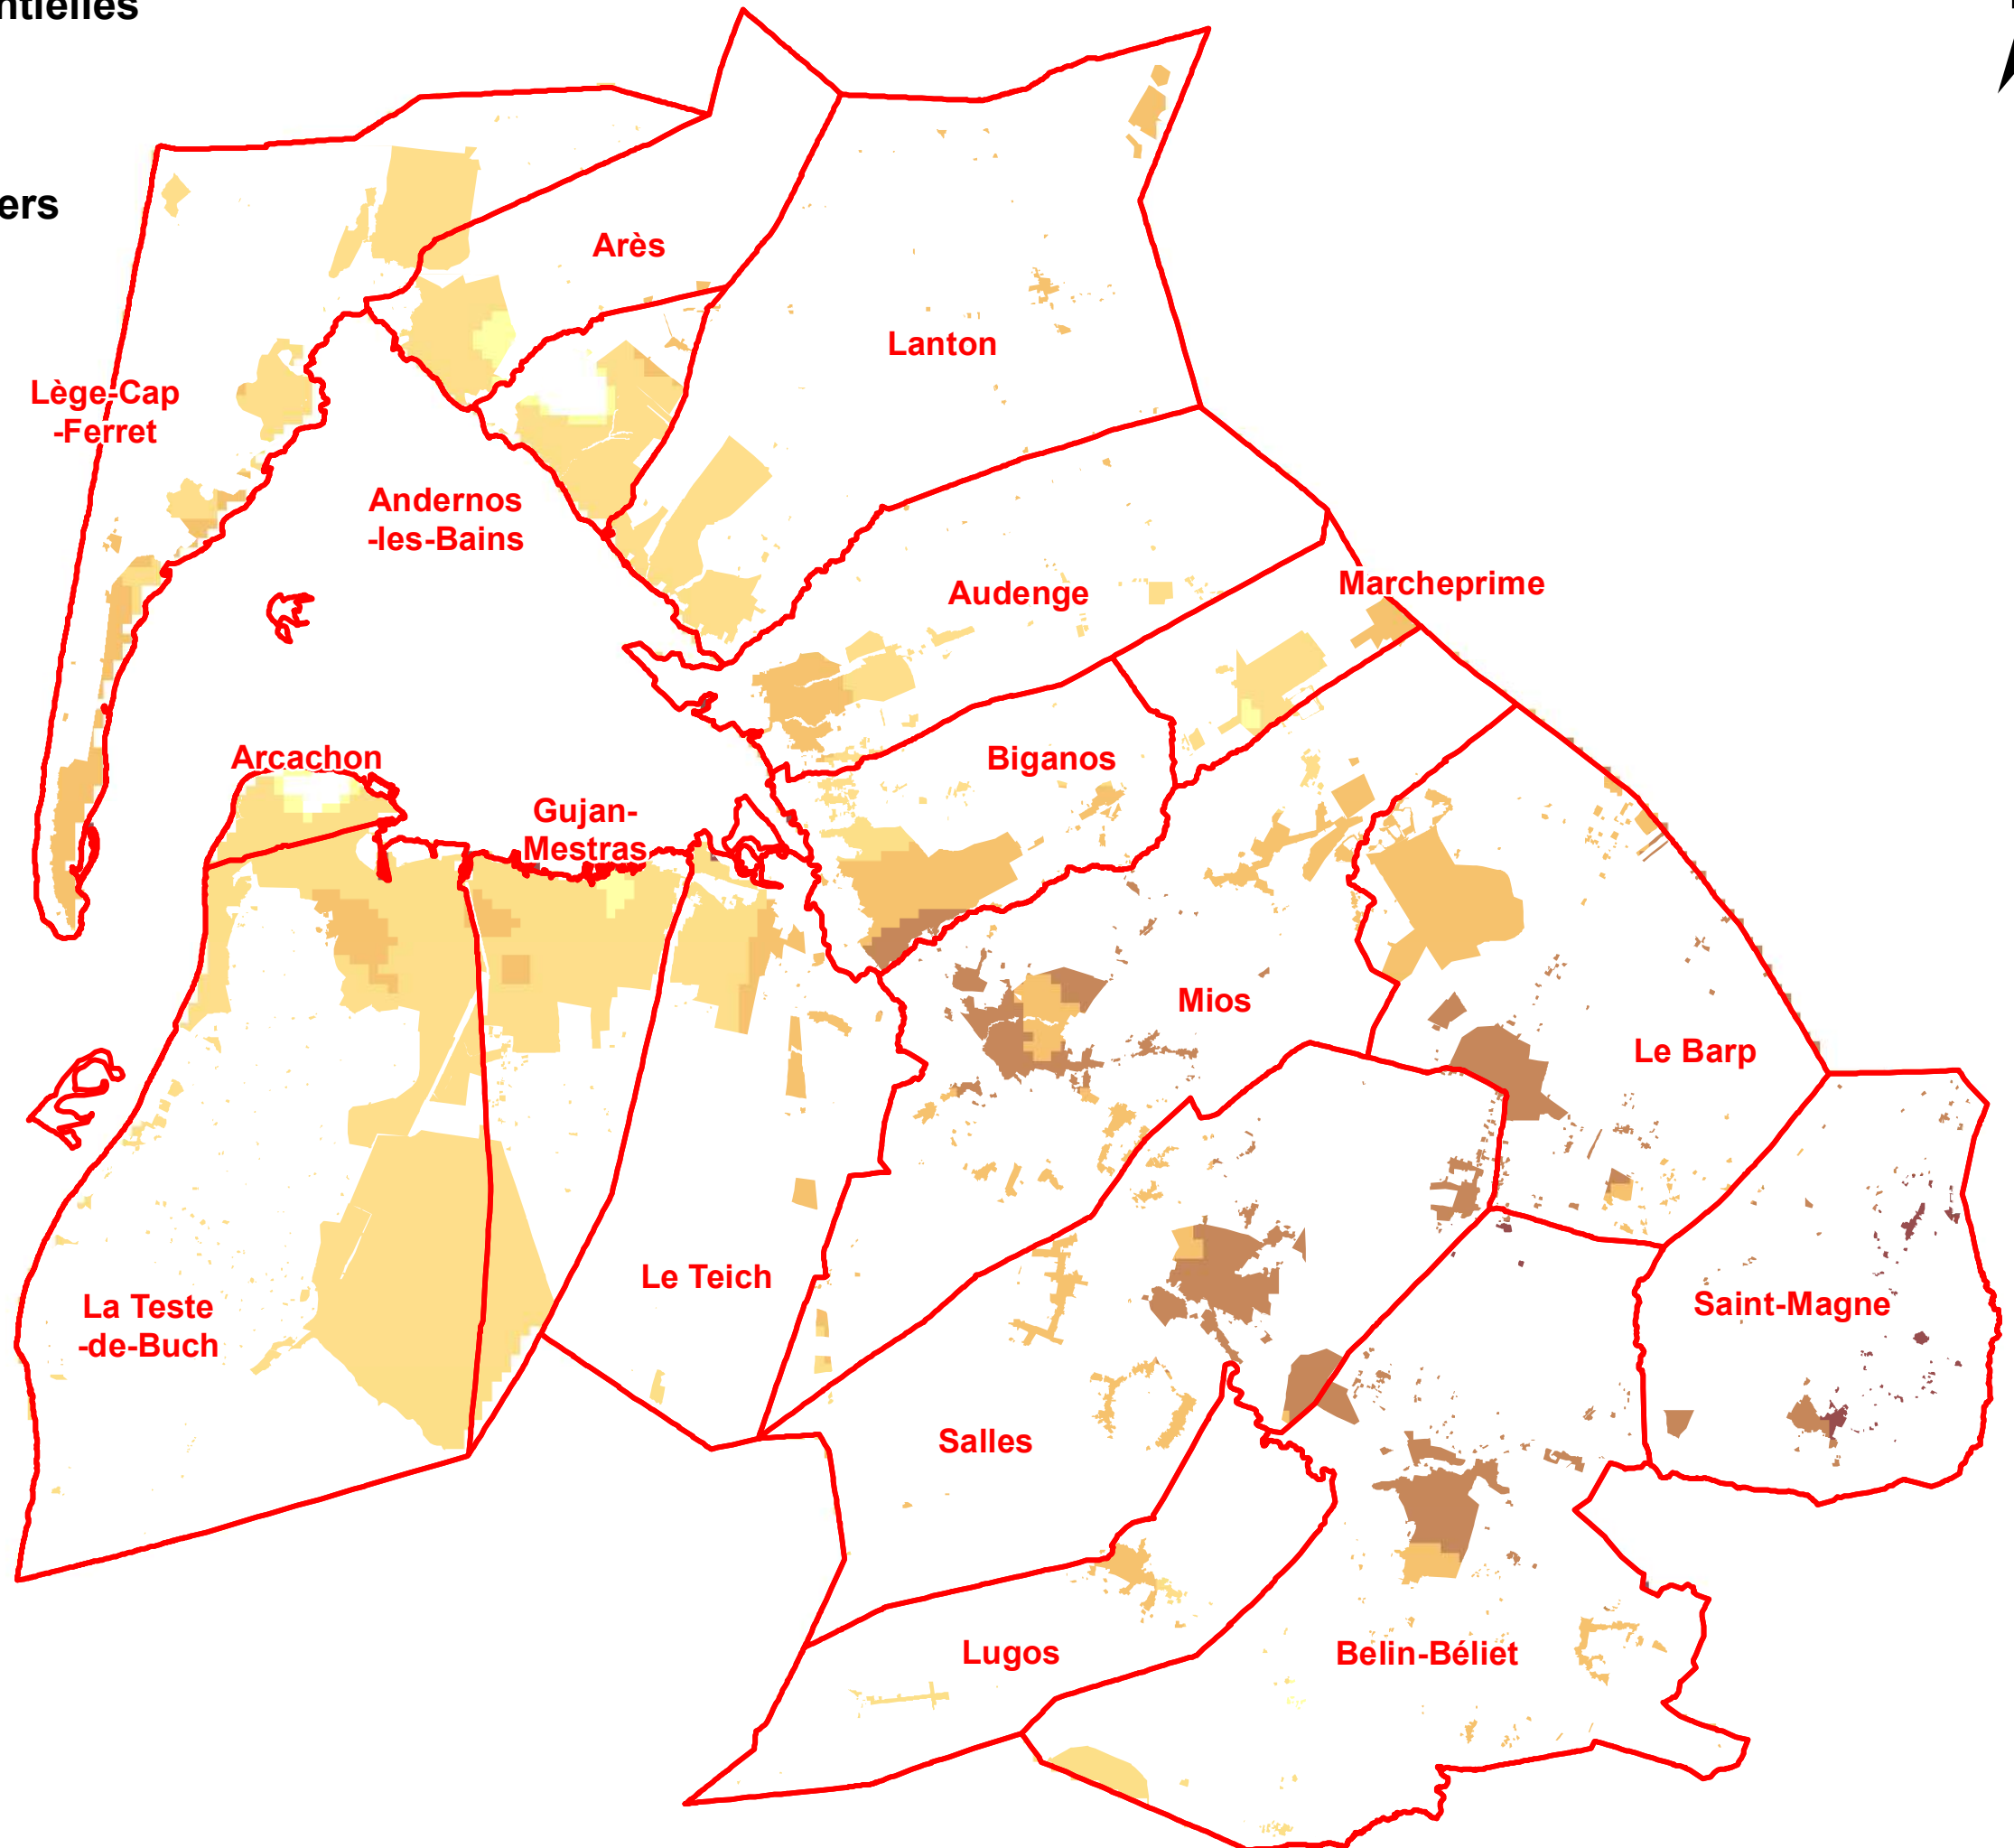 ntielles
ers
Arès
Lanton
Lège-Cap
-Ferret
Andernos
-les-Bains
Audenge
Marcheprime
Biganos
Arcachon
Gujan-
Mestras
Mios
Le Barp
Le Teich
La Teste
-de-Buch
Saint-Magne
Salles
Lugos
Belin-Béliet